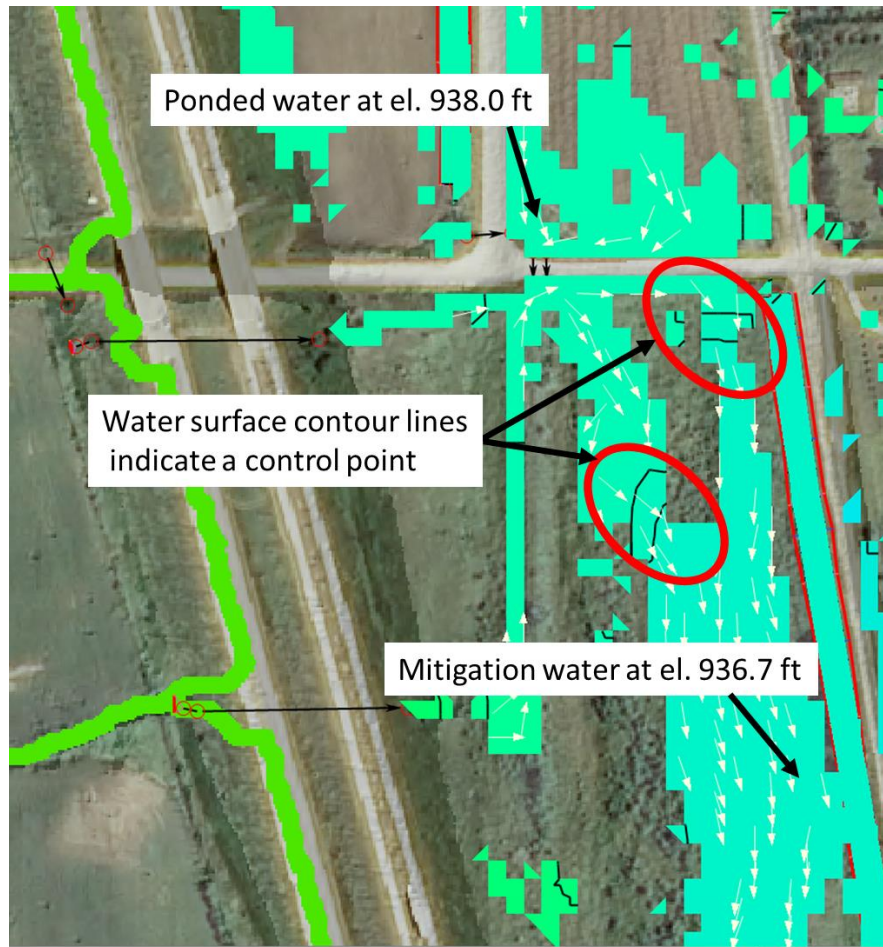 Ponded water at el. 938.0 ft
Water surface contour lines
indicate a control point
Mitigation water at el. 936.7 ft